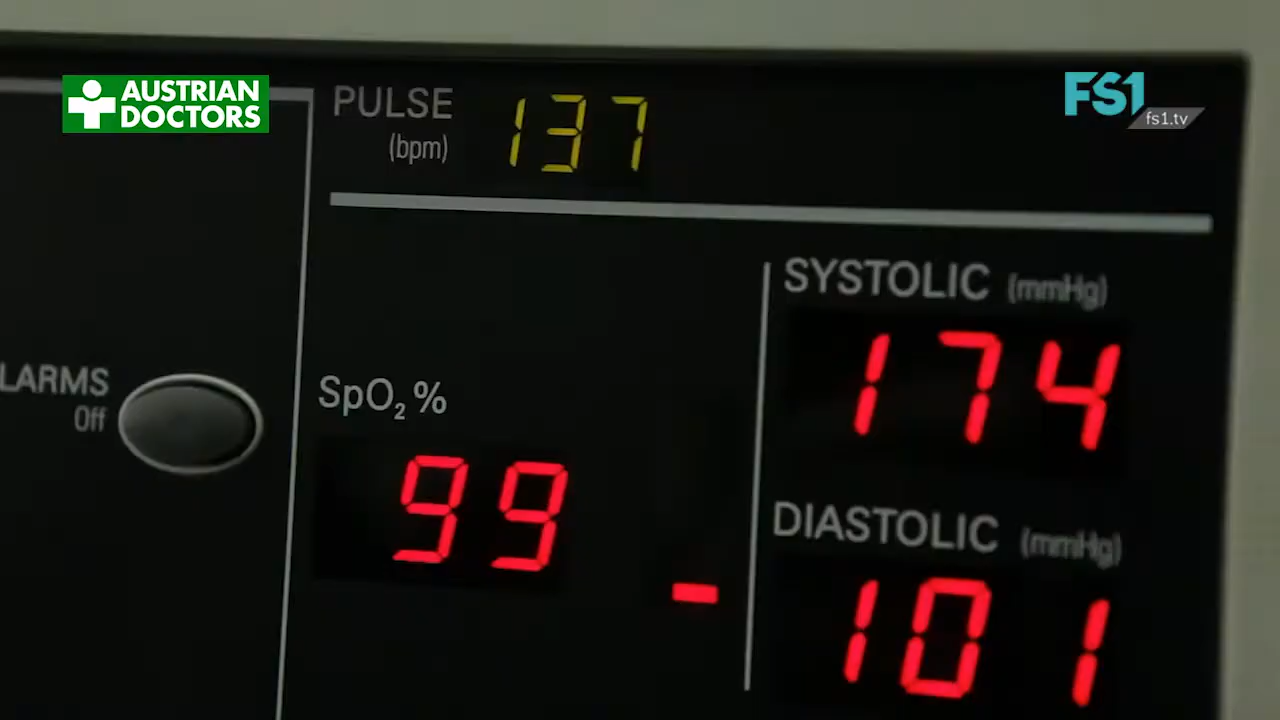 AUSTRIAN
DOCTORS
FS1
fs1.tv
PULSE
(bpm)
137
SYSTOLIC (mmHg)
174
LARMS
Off
SpO₂ %
99
DIASTOLIC (mmHg)
101